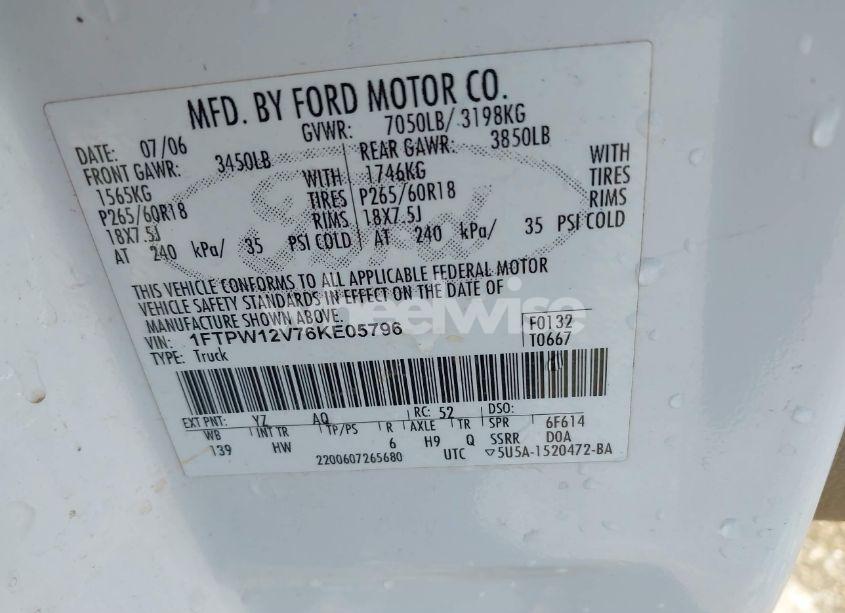 MFD. BY FORD MOTOR CO.
DATE: 07/06 GVWR: 7050LB/ 3198KG
FRONT GAWR: 3450LB REAR GAWR: 3850LB
1565KG WITH 1746KG WITH
P265/60R18 TIRES P265/60R18 TIRES
18X7.5J RIMS 18X7.5J RIMS
AT 240 kPa/ 35 PSI COLD AT 240 kPa/ 35 PSI COLD
Ford
THIS VEHICLE CONFORMS TO ALL APPLICABLE FEDERAL MOTOR
VEHICLE SAFETY STANDARDS IN EFFECT ON THE DATE OF
MANUFACTURE SHOWN ABOVE.
wheelwise
VIN: 1FTPW12V76KE05796 F0132
TYPE: Truck T0667
EXT PNT: YZ AQ RC: 52 DSO:
WB INT TR TP/PS R AXLE TR SPR 6F614
139 HW 6 H9 Q SSRR DOA
2200607265680 UTC ▽5U5A-1520472-BA